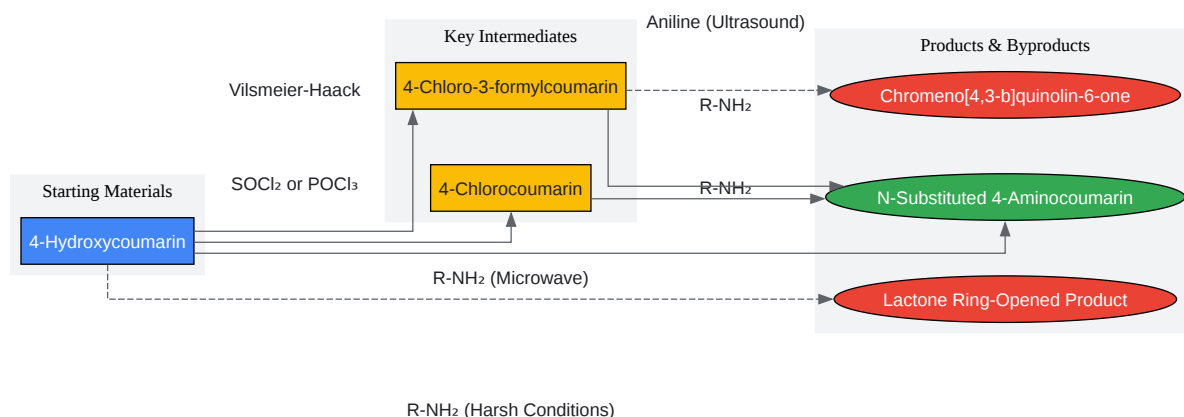 Aniline (Ultrasound)
Key Intermediates
Products & Byproducts
4-Chloro-3-formylcoumarin
Vilsmeier-Haack
R-NH₂
Chromeno[4,3-b]quinolin-6-one
Starting Materials
SOCl₂ or POCl₃
4-Chlorocoumarin
R-NH₂
N-Substituted 4-Aminocoumarin
4-Hydroxycoumarin
R-NH₂ (Microwave)
Lactone Ring-Opened Product
R-NH₂ (Harsh Conditions)